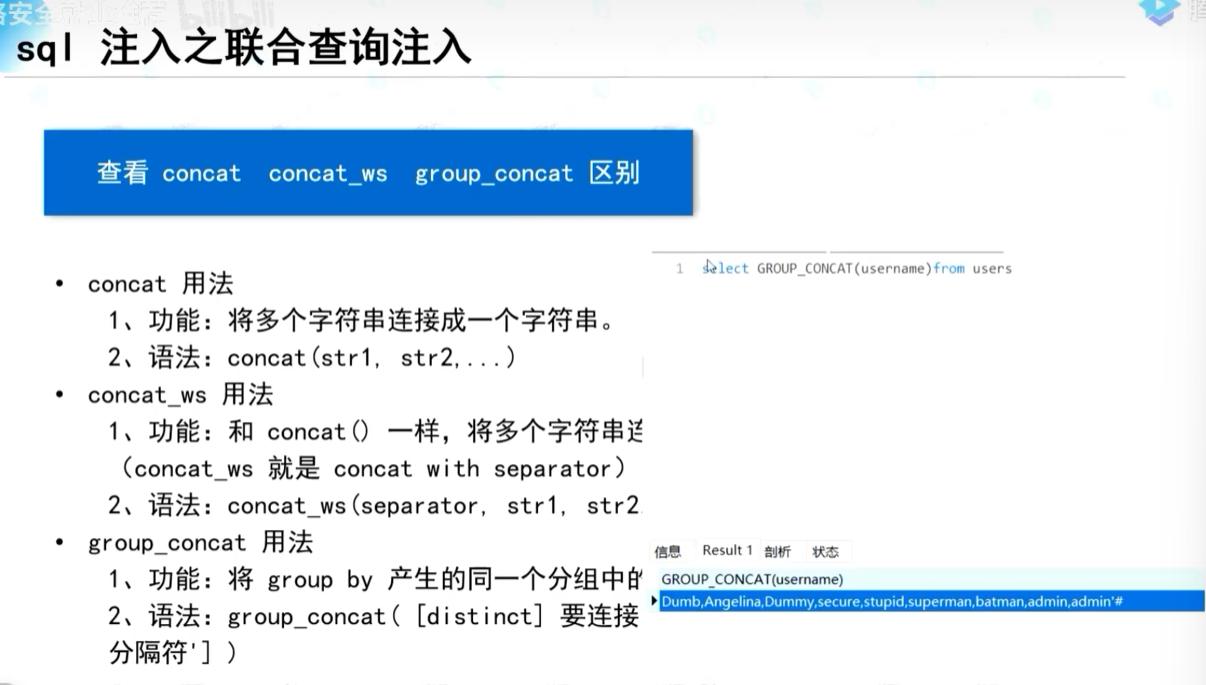 sql 注入之联合查询注入
查看 concat concat_ws group_concat 区别
• concat 用法
1、功能：将多个字符串连接成一个字符串。
2、语法：concat(str1, str2,...)
• concat_ws 用法
1、功能：和 concat() 一样，将多个字符串
（concat_ws 就是 concat with separator）
2、语法：concat_ws(separator, str1, str2
• group_concat 用法
1、功能：将 group by 产生的同一个分组中的
2、语法：group_concat( [distinct] 要连接
分隔符'] )
1 select GROUP_CONCAT(username)from users
信息 Result 1 剖析 状态
GROUP_CONCAT(username)
Dumb,Angelina,Dummy,secure,stupid,superman,batman,admin,admin'#
bilibili